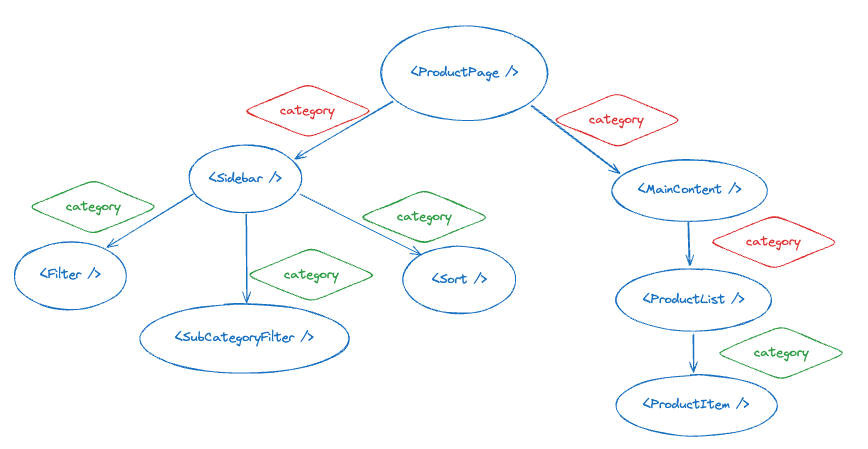 <ProductPage />
category
category
<Sidebar />
<MainContent />
category
category
category
<Filter />
category
<Sort />
<ProductList />
<SubCategoryFilter />
category
<ProductItem />